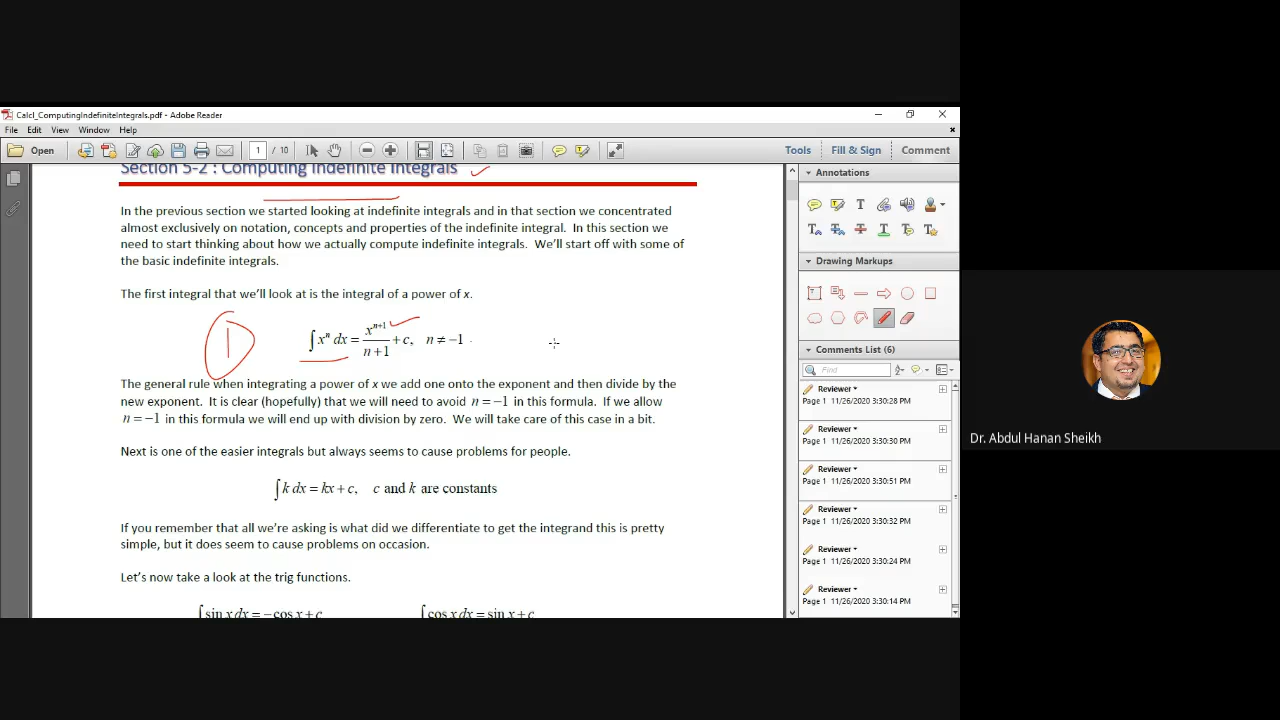 CalcI_ComputingIndefiniteIntegrals.pdf - Adobe Reader
File Edit View Window Help
Open 1 / 10 Tools Fill & Sign Comment
Section 5-2 : Computing Indefinite Integrals
In the previous section we started looking at indefinite integrals and in that section we concentrated
almost exclusively on notation, concepts and properties of the indefinite integral. In this section we
need to start thinking about how we actually compute indefinite integrals. We'll start off with some of
the basic indefinite integrals.
The first integral that we'll look at is the integral of a power of x.
1
∫ xⁿ dx = xⁿ⁺¹/(n+1) + c, n ≠ −1
The general rule when integrating a power of x we add one onto the exponent and then divide by the
new exponent. It is clear (hopefully) that we will need to avoid n = −1 in this formula. If we allow
n = −1 in this formula we will end up with division by zero. We will take care of this case in a bit.
Next is one of the easier integrals but always seems to cause problems for people.
∫ k dx = kx + c, c and k are constants
If you remember that all we're asking is what did we differentiate to get the integrand this is pretty
simple, but it does seem to cause problems on occasion.
Let's now take a look at the trig functions.
∫ sin x dx = −cos x + c ∫ cos x dx = sin x + c
Annotations
Drawing Markups
Comments List (6)
Find
Reviewer
Page 1 11/26/2020 3:30:28 PM
Reviewer
Page 1 11/26/2020 3:30:30 PM
Reviewer
Page 1 11/26/2020 3:30:51 PM
Reviewer
Page 1 11/26/2020 3:30:32 PM
Reviewer
Page 1 11/26/2020 3:30:24 PM
Reviewer
Page 1 11/26/2020 3:30:14 PM
Dr. Abdul Hanan Sheikh